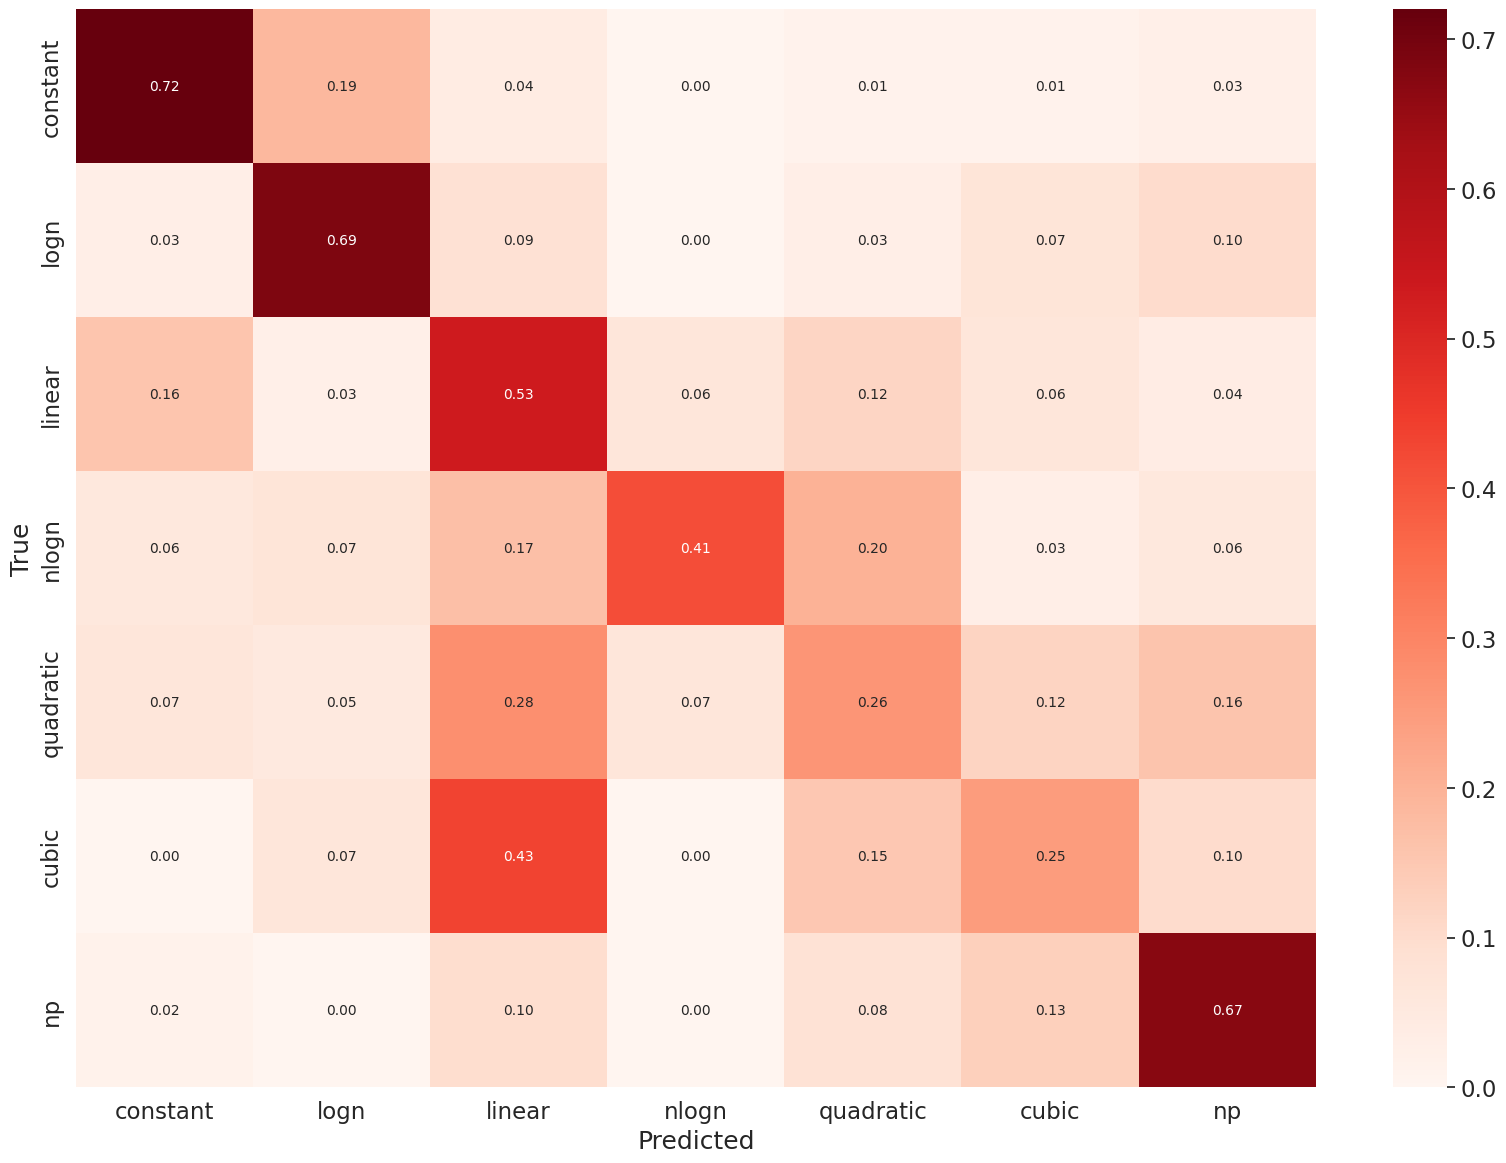 constant 0.72 0.19 0.04 0.00 0.01 0.01 0.03
logn 0.03 0.69 0.09 0.00 0.03 0.07 0.10
linear 0.16 0.03 0.53 0.06 0.12 0.06 0.04
nlogn 0.06 0.07 0.17 0.41 0.20 0.03 0.06
quadratic 0.07 0.05 0.28 0.07 0.26 0.12 0.16
cubic 0.00 0.07 0.43 0.00 0.15 0.25 0.10
np 0.02 0.00 0.10 0.00 0.08 0.13 0.67
True
constant logn linear nlogn quadratic cubic np
Predicted
0.7
0.6
0.5
0.4
0.3
0.2
0.1
0.0